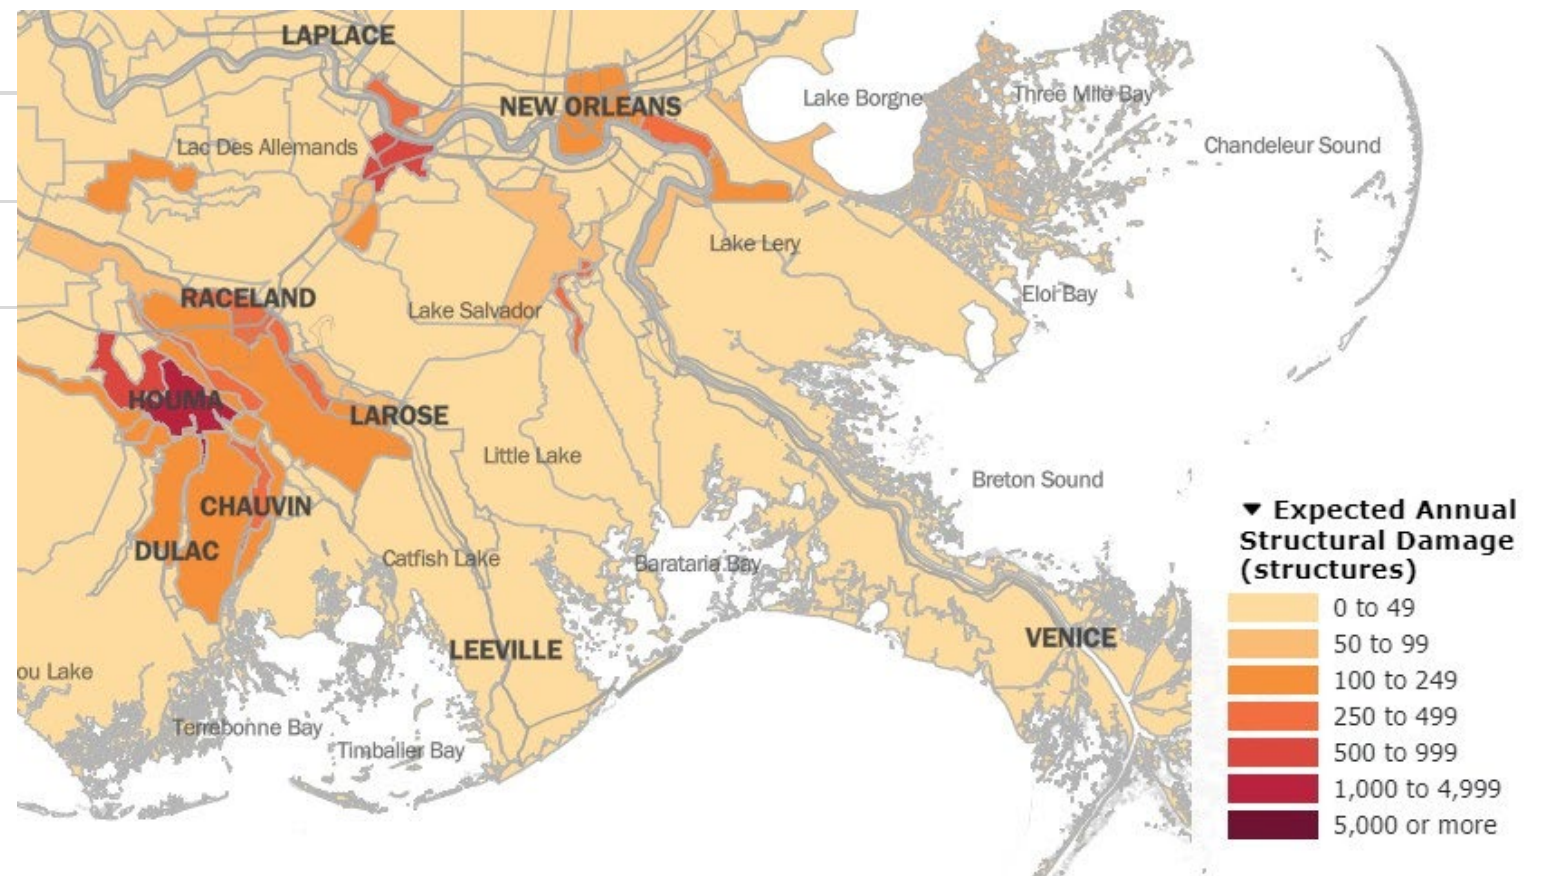 LAPLACE
NEW ORLEANS
Lake Borgne
Three Mile Bay
Chandeleur Sound
Lac Des Allemands
Lake Lery
Eloi Bay
RACELAND
Lake Salvador
HOUMA
LAROSE
Little Lake
Breton Sound
CHAUVIN
DULAC
Catfish Lake
Barataria Bay
LEEVILLE
VENICE
ou Lake
Terrebonne Bay
Timbalier Bay
▼ Expected Annual
Structural Damage
(structures)
0 to 49
50 to 99
100 to 249
250 to 499
500 to 999
1,000 to 4,999
5,000 or more